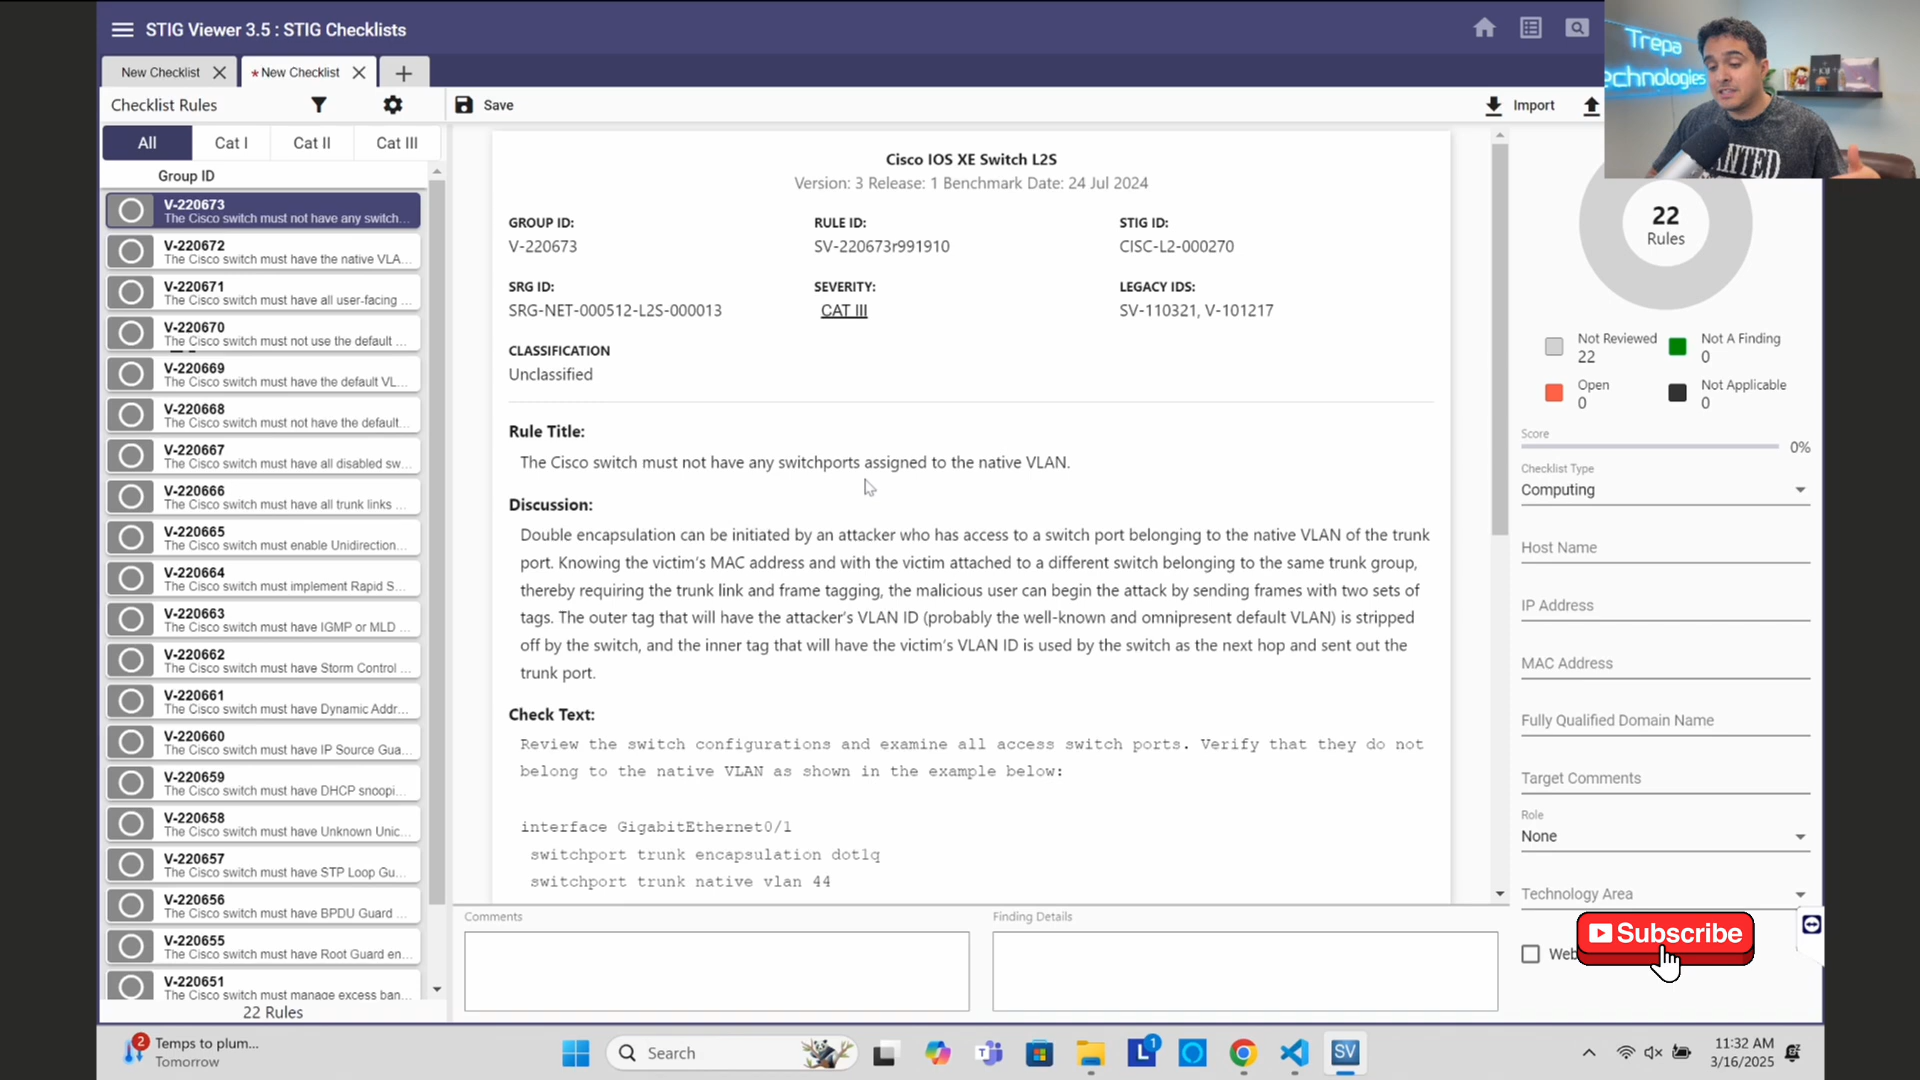 STIG Viewer 3.5 : STIG Checklists
Trepa
echnologies
WANTED
New Checklist
* New Checklist
Checklist Rules
Save
Import
All
Cat I
Cat II
Cat III
Group ID
V-220673
The Cisco switch must not have any switch...
V-220672
The Cisco switch must have the native VLA...
V-220671
The Cisco switch must have all user-facing ...
V-220670
The Cisco switch must not use the default ...
V-220669
The Cisco switch must have the default VL...
V-220668
The Cisco switch must not have the default...
V-220667
The Cisco switch must have all disabled sw...
V-220666
The Cisco switch must have all trunk links ...
V-220665
The Cisco switch must enable Unidirection...
V-220664
The Cisco switch must implement Rapid S...
V-220663
The Cisco switch must have IGMP or MLD ...
V-220662
The Cisco switch must have Storm Control ...
V-220661
The Cisco switch must have Dynamic Addr...
V-220660
The Cisco switch must have IP Source Gua...
V-220659
The Cisco switch must have DHCP snoopi...
V-220658
The Cisco switch must have Unknown Unic...
V-220657
The Cisco switch must have STP Loop Gu...
V-220656
The Cisco switch must have BPDU Guard ...
V-220655
The Cisco switch must have Root Guard en...
V-220651
The Cisco switch must manage excess ban...
22 Rules
Cisco IOS XE Switch L2S
Version: 3 Release: 1 Benchmark Date: 24 Jul 2024
GROUP ID:
V-220673
RULE ID:
SV-220673r991910
STIG ID:
CISC-L2-000270
SRG ID:
SRG-NET-000512-L2S-000013
SEVERITY:
CAT III
LEGACY IDS:
SV-110321, V-101217
CLASSIFICATION
Unclassified
Rule Title:
The Cisco switch must not have any switchports assigned to the native VLAN.
Discussion:
Double encapsulation can be initiated by an attacker who has access to a switch port belonging to the native VLAN of the trunk
port. Knowing the victim's MAC address and with the victim attached to a different switch belonging to the same trunk group,
thereby requiring the trunk link and frame tagging, the malicious user can begin the attack by sending frames with two sets of
tags. The outer tag that will have the attacker's VLAN ID (probably the well-known and omnipresent default VLAN) is stripped
off by the switch, and the inner tag that will have the victim's VLAN ID is used by the switch as the next hop and sent out the
trunk port.
Check Text:
Review the switch configurations and examine all access switch ports. Verify that they do not
belong to the native VLAN as shown in the example below:
interface GigabitEthernet0/1
switchport trunk encapsulation dot1q
switchport trunk native vlan 44
Comments
Finding Details
22
Rules
Not Reviewed
22
Not A Finding
0
Open
0
Not Applicable
0
Score
0%
Checklist Type
Computing
Host Name
IP Address
MAC Address
Fully Qualified Domain Name
Target Comments
Role
None
Technology Area
Web
Subscribe
2
Temps to plum...
Tomorrow
Search
L
1
SV
11:32 AM
3/16/2025